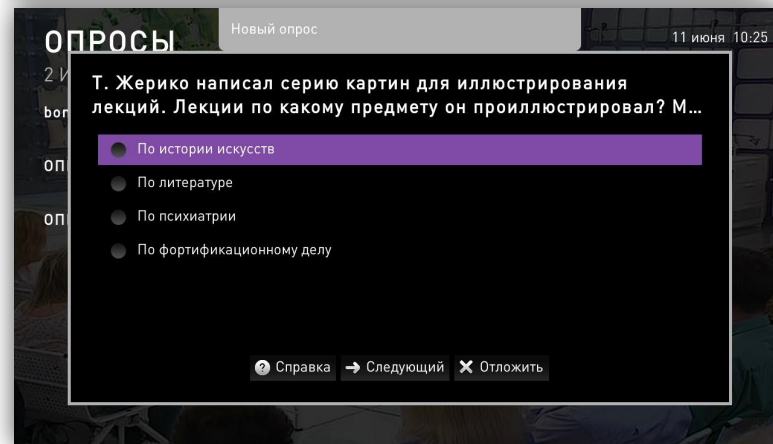 ОПРОСЫ
Новый опрос
11 июня 10:25
Т. Жерико написал серию картин для иллюстрирования
лекций. Лекции по какому предмету он проиллюстрировал? М...
По истории искусств
По литературе
По психиатрии
По фортификационному делу
Справка
Следующий
Отложить